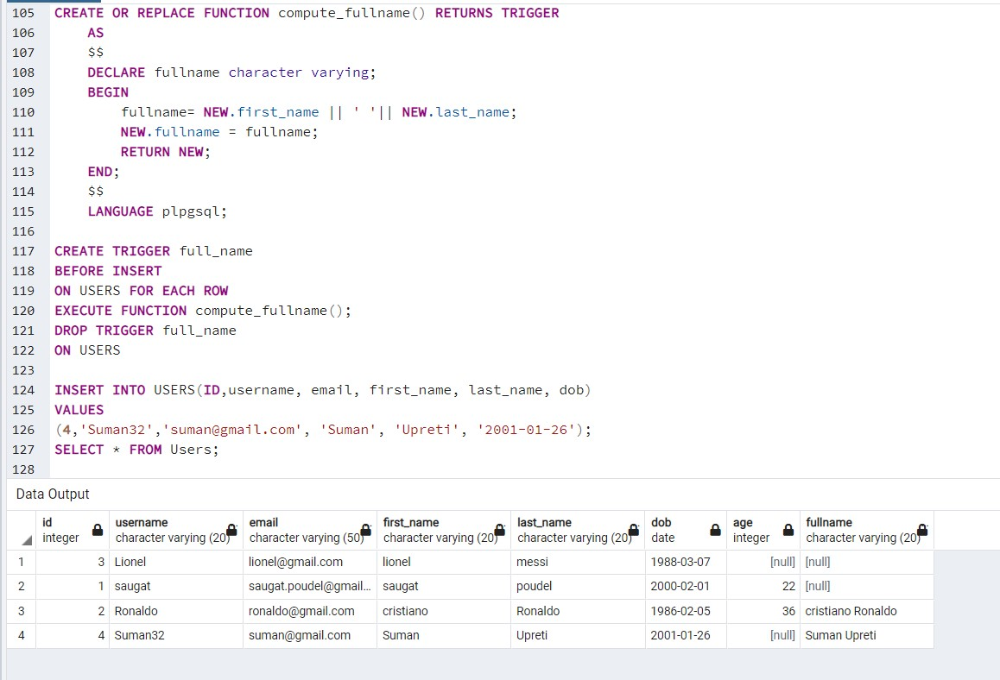 105 CREATE OR REPLACE FUNCTION compute_fullname() RETURNS TRIGGER
106 AS
107 $$
108 DECLARE fullname character varying;
109 BEGIN
110 fullname= NEW.first_name || ' '|| NEW.last_name;
111 NEW.fullname = fullname;
112 RETURN NEW;
113 END;
114 $$
115 LANGUAGE plpgsql;
116
117 CREATE TRIGGER full_name
118 BEFORE INSERT
119 ON USERS FOR EACH ROW
120 EXECUTE FUNCTION compute_fullname();
121 DROP TRIGGER full_name
122 ON USERS
123
124 INSERT INTO USERS(ID,username, email, first_name, last_name, dob)
125 VALUES
126 (4,'Suman32','suman@gmail.com', 'Suman', 'Upreti', '2001-01-26');
127 SELECT * FROM Users;
128
Data Output
id username email first_name last_name dob age fullname
integer character varying (20) character varying (50) character varying (20) character varying (20) date integer character varying (20)
1 3 Lionel lionel@gmail.com lionel messi 1988-03-07 [null] [null]
2 1 saugat saugat.poudel@gmail... saugat poudel 2000-02-01 22 [null]
3 2 Ronaldo ronaldo@gmail.com cristiano Ronaldo 1986-02-05 36 cristiano Ronaldo
4 4 Suman32 suman@gmail.com Suman Upreti 2001-01-26 [null] Suman Upreti